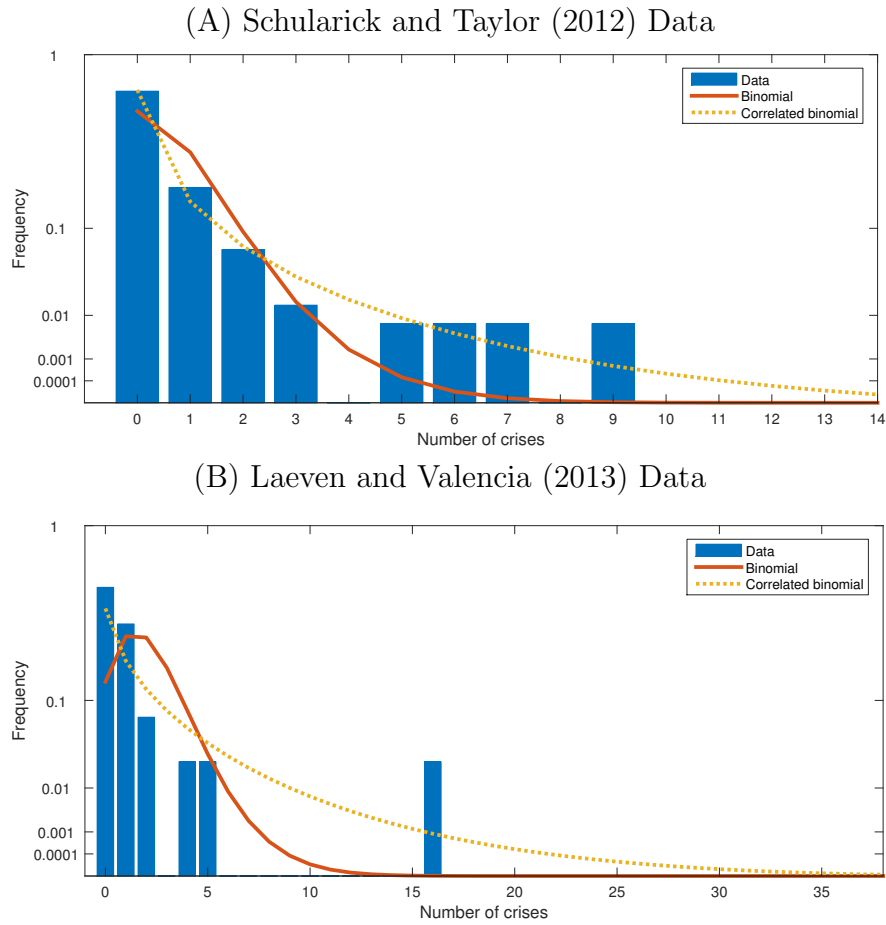 (A) Schularick and Taylor (2012) Data
1
0.1
0.01
0.001
0.0001
Frequency
Data
Binomial
Correlated binomial
0 1 2 3 4 5 6 7 8 9 10 11 12 13 14
Number of crises
(B) Laeven and Valencia (2013) Data
1
0.1
0.01
0.001
0.0001
Frequency
Data
Binomial
Correlated binomial
0 5 10 15 20 25 30 35
Number of crises